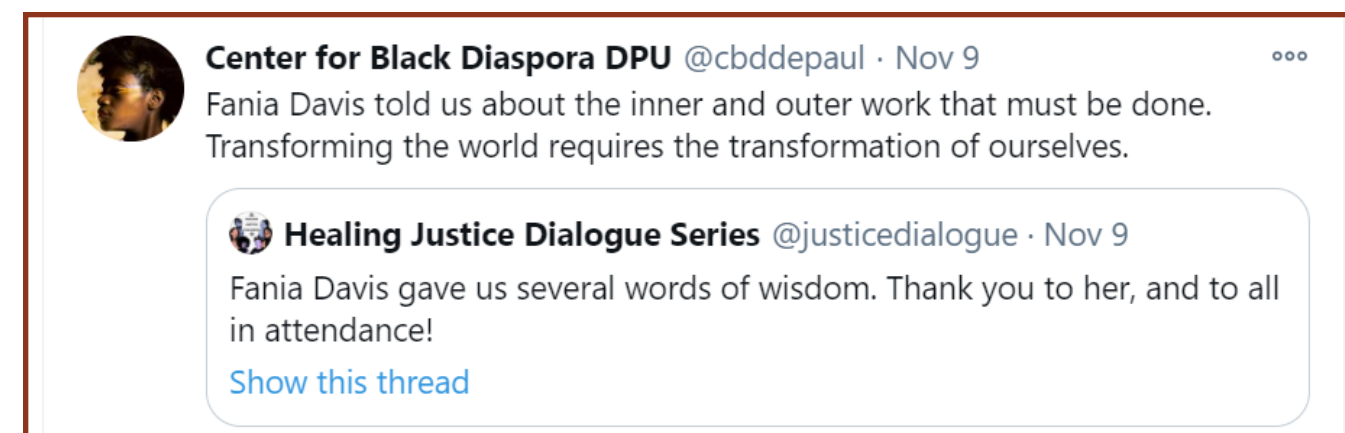 Center for Black Diaspora DPU @cbddepaul · Nov 9
Fania Davis told us about the inner and outer work that must be done.
Transforming the world requires the transformation of ourselves.
Healing Justice Dialogue Series @justicedialogue · Nov 9
Fania Davis gave us several words of wisdom. Thank you to her, and to all
in attendance!
Show this thread